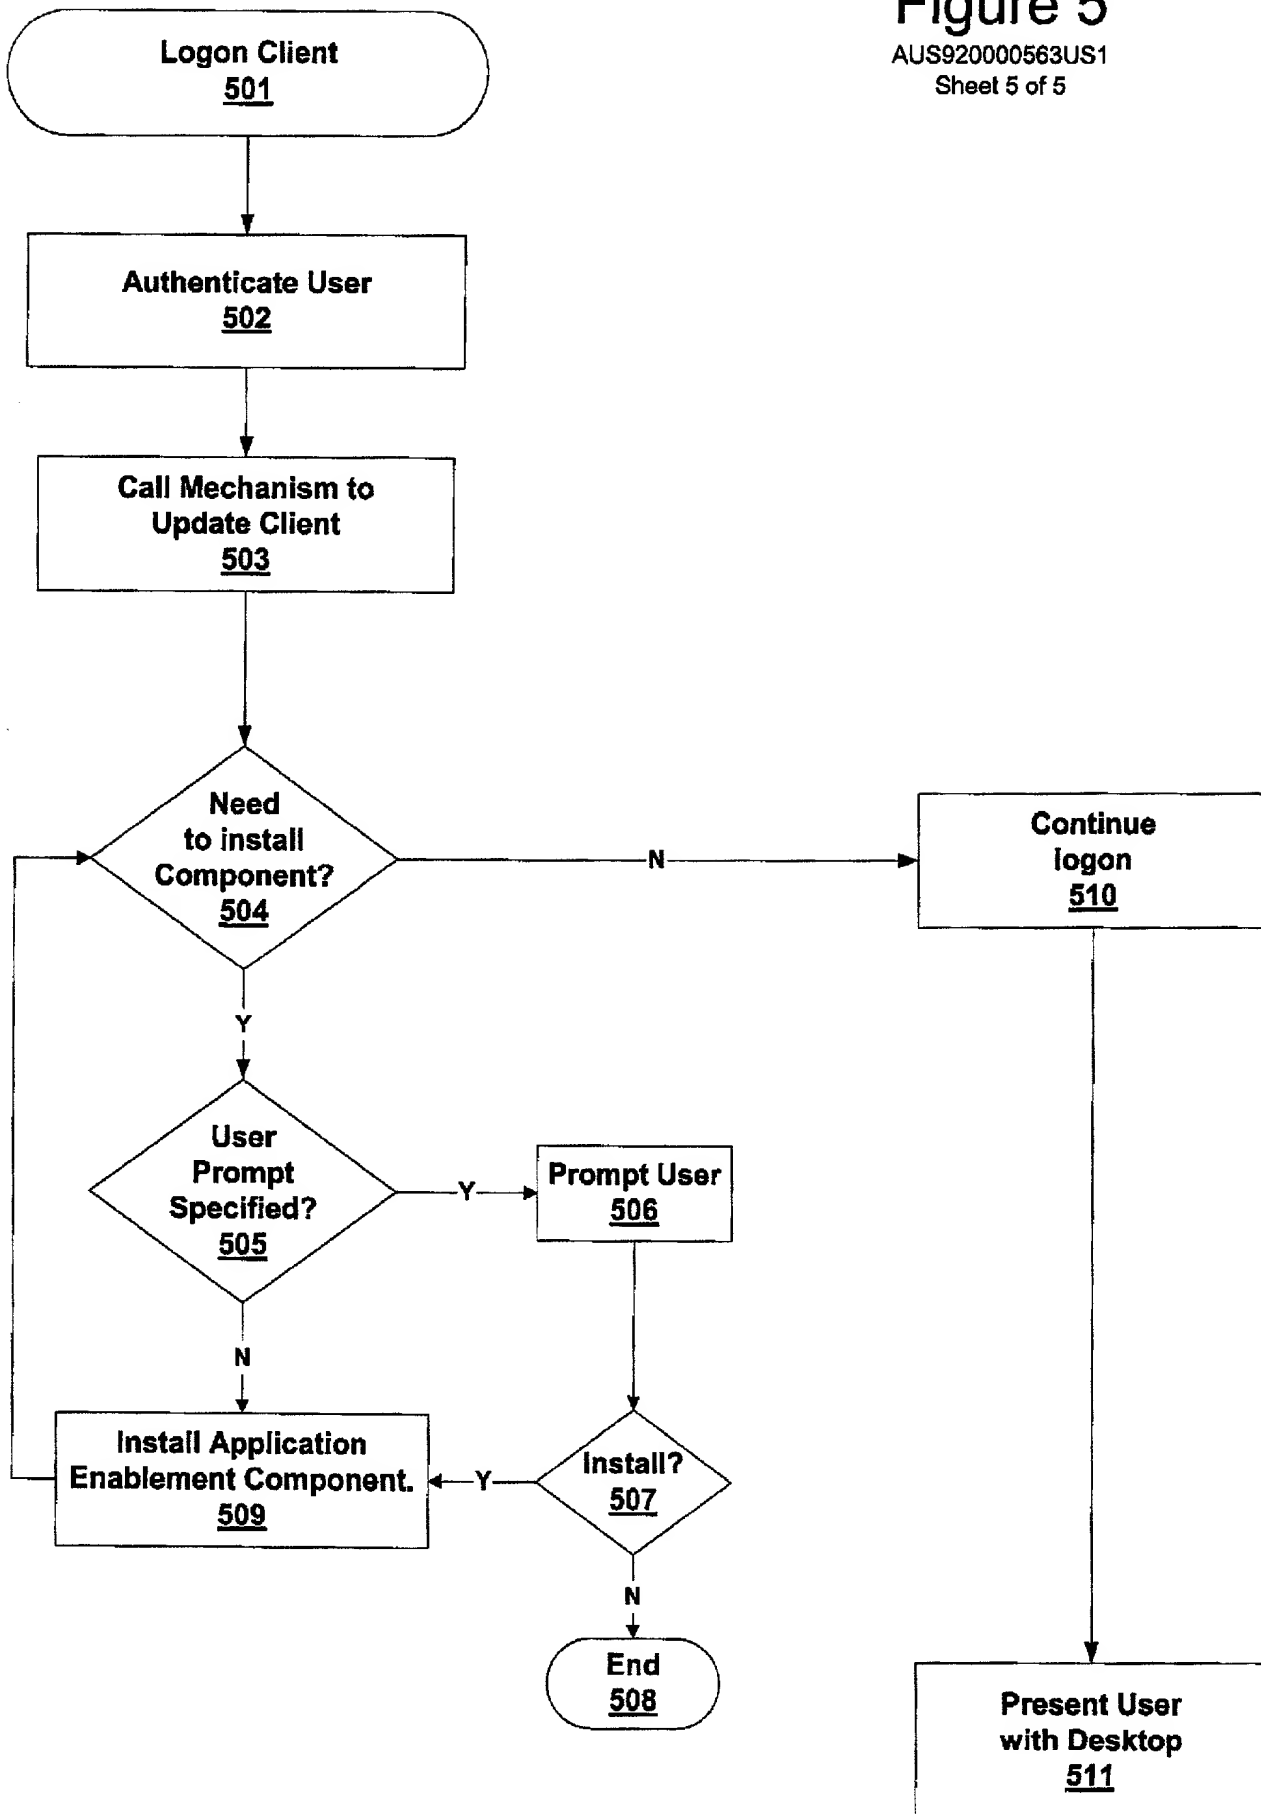 Figure 5
AUS920000563US1
Sheet 5 of 5
Logon Client
501
Authenticate User
502
Call Mechanism to
Update Client
503
Need
to install
Component?
504
N
Continue
logon
510
Y
User
Prompt
Specified?
505
Y
Prompt User
506
N
Install Application
Enablement Component.
509
Y
Install?
507
N
End
508
Present User
with Desktop
511